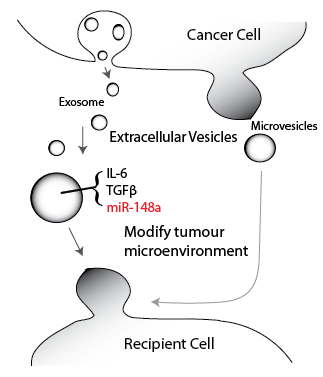 Cancer Cell
Exosome
Extracellular Vesicles
Microvesicles
IL-6
TGFβ
miR-148a
Modify tumour
microenvironment
Recipient Cell